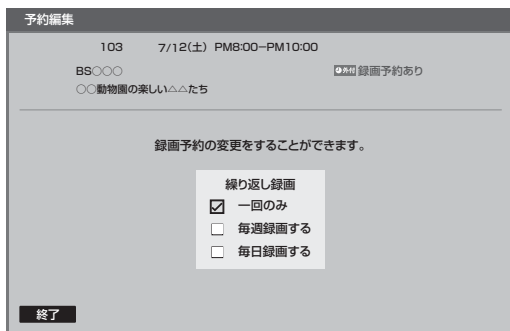 予約編集
103 7/12(土) PM8:00-PM10:00
BS○○○ 外付 録画予約あり
○○動物園の楽しい△△たち
録画予約の変更をすることができます。
繰り返し録画
一回のみ
毎週録画する
毎日録画する
終了